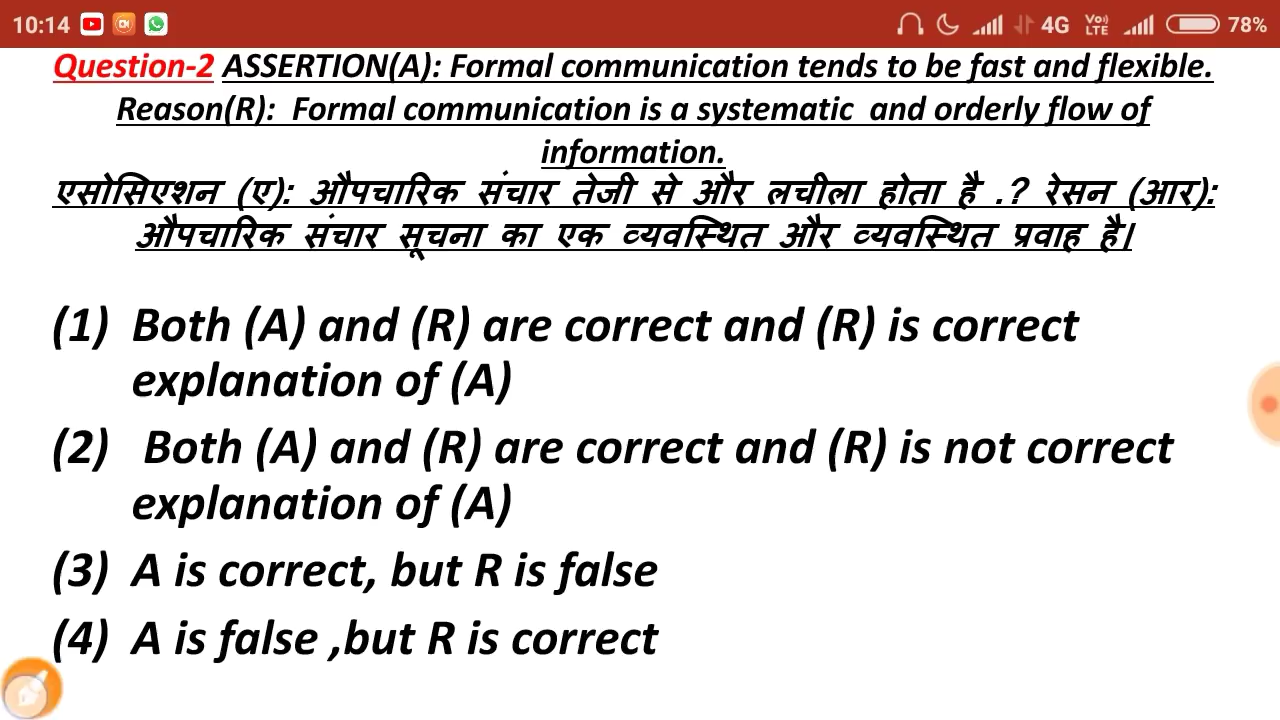 10:14 4G Vo) LTE 78%
Question-2 ASSERTION(A): Formal communication tends to be fast and flexible.
Reason(R): Formal communication is a systematic and orderly flow of
information.
एसोसिएशन (ए): औपचारिक संचार तेजी से और लचीला होता है .? रेसन (आर):
औपचारिक संचार सूचना का एक व्यवस्थित और व्यवस्थित प्रवाह है।
(1) Both (A) and (R) are correct and (R) is correct
explanation of (A)
(2) Both (A) and (R) are correct and (R) is not correct
explanation of (A)
(3) A is correct, but R is false
(4) A is false ,but R is correct